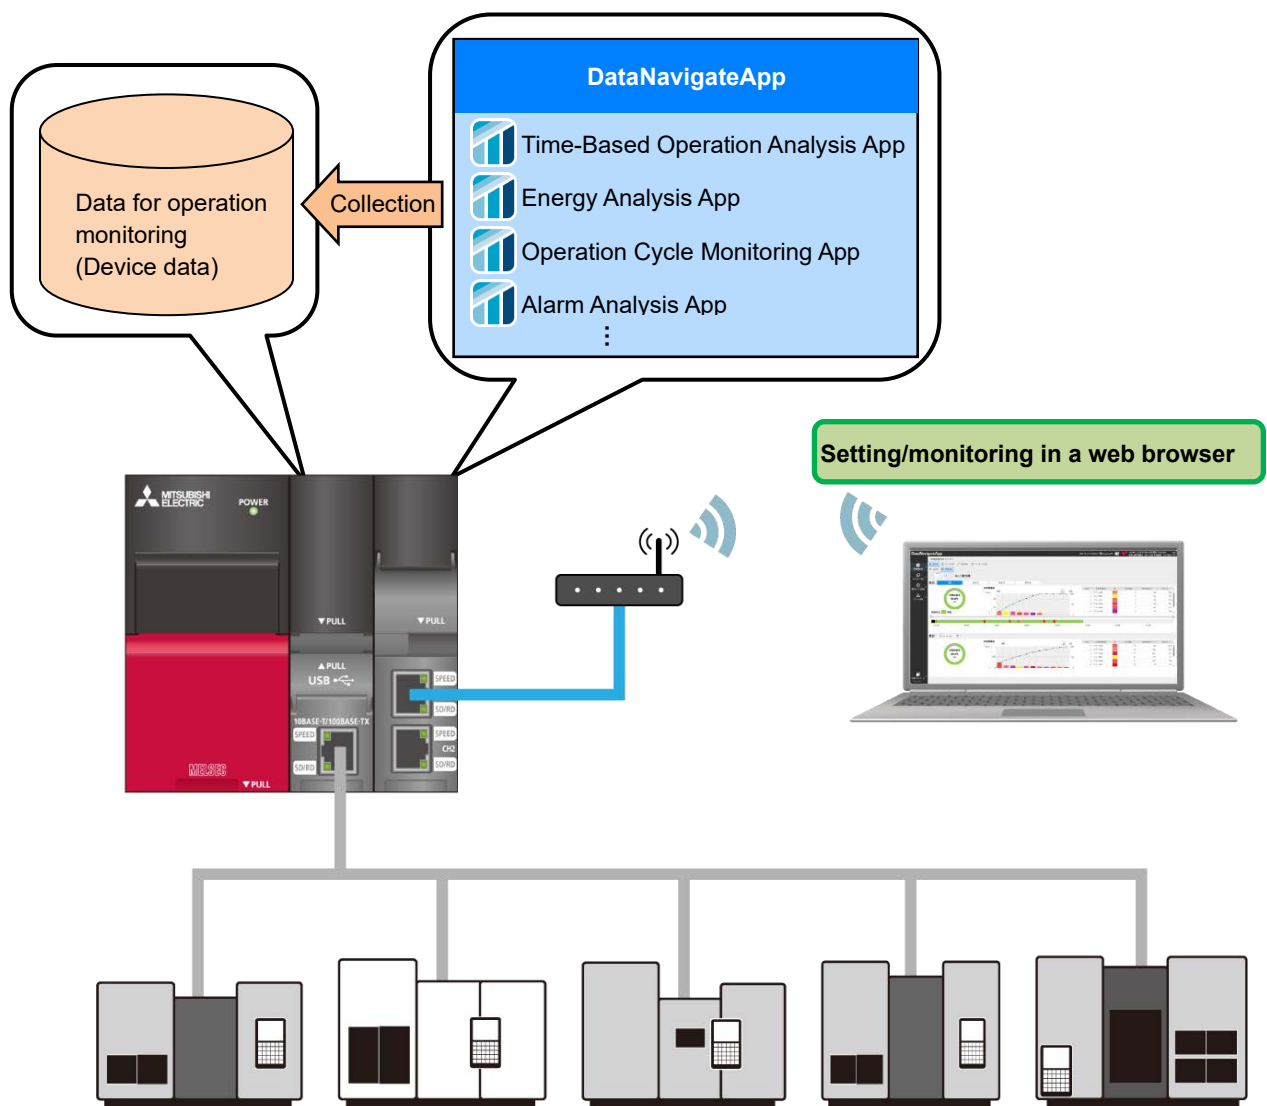 DataNavigateApp
Time-Based Operation Analysis App
Energy Analysis App
Operation Cycle Monitoring App
Alarm Analysis App
⋮
Data for operation
monitoring
(Device data)
Collection
Setting/monitoring in a web browser
MITSUBISHI
ELECTRIC
POWER
▼PULL
▼PULL
▲PULL
USB
10BASE-T/100BASE-TX
SPEED
SD/RD
SPEED
SD/RD
SPEED
CH2
SD/RD
MELSEC
▼PULL
DataNavigateApp